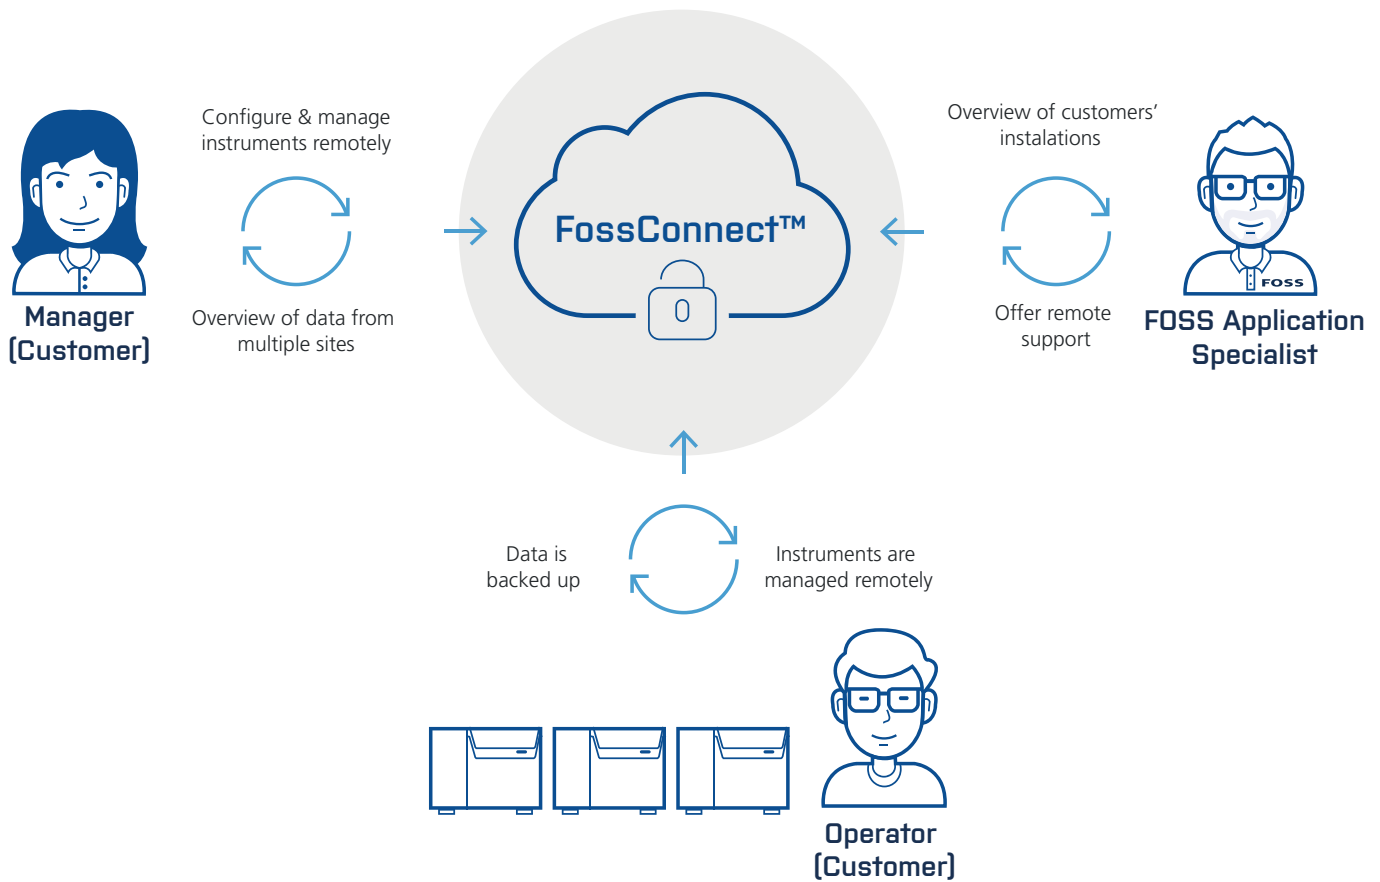 Configure & manage
instruments remotely
Overview of data from
multiple sites
Manager
(Customer)
FossConnect™
Overview of customers’
instalations
Offer remote
support
FOSS
FOSS Application
Specialist
Data is
backed up
Instruments are
managed remotely
Operator
(Customer)